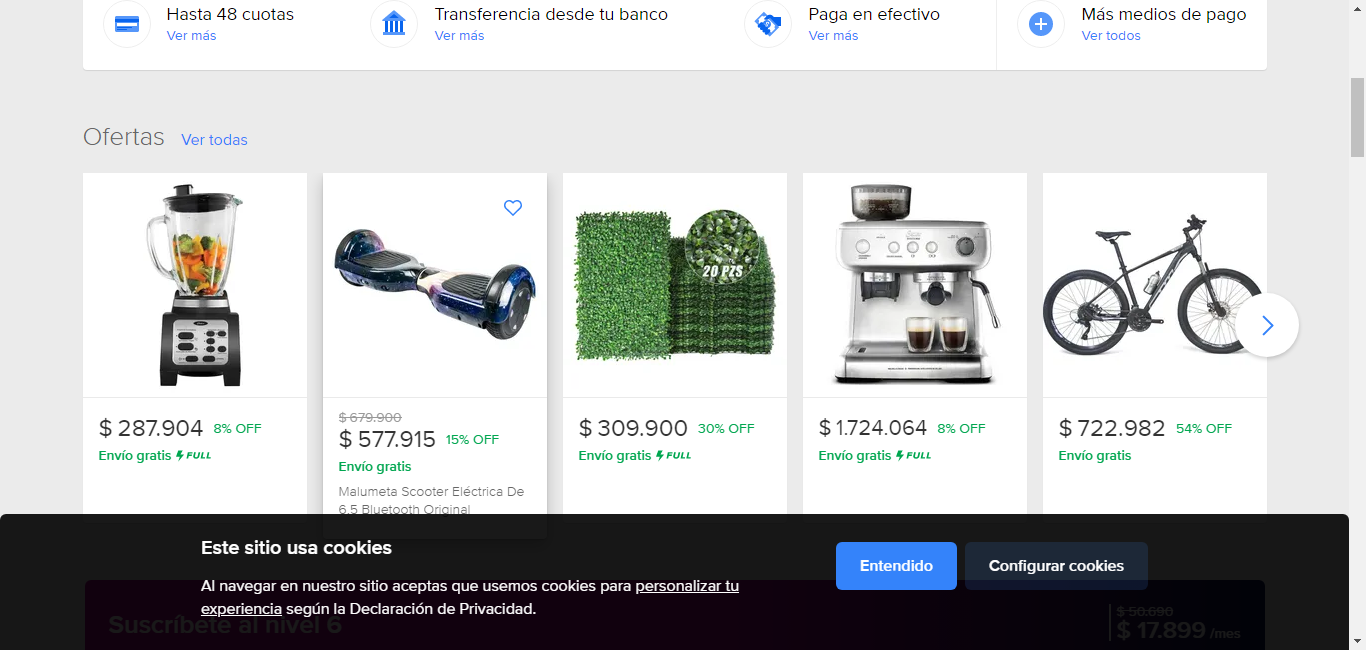 Hasta 48 cuotas
Ver más
Transferencia desde tu banco
Ver más
Paga en efectivo
Ver más
Más medios de pago
Ver todos
Ofertas Ver todas
20 PZS
$ 287.904 8% OFF
Envío gratis FULL
$ 679.900
$ 577.915 15% OFF
Envío gratis
Malumeta Scooter Eléctrica De
6.5 Bluetooth Original
$ 309.900 30% OFF
Envío gratis FULL
$ 1.724.064 8% OFF
Envío gratis FULL
$ 722.982 54% OFF
Envío gratis
Este sitio usa cookies
Al navegar en nuestro sitio aceptas que usemos cookies para personalizar tu
experiencia según la Declaración de Privacidad.
Entendido
Configurar cookies
Suscríbete al nivel 6
$ 50.690
$ 17.899 /mes